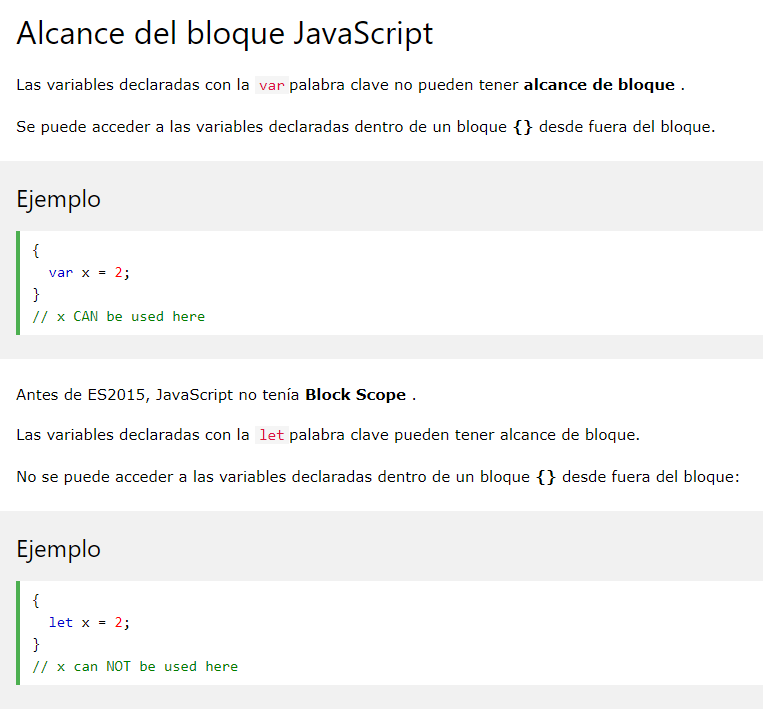 Alcance del bloque JavaScript
Las variables declaradas con la var palabra clave no pueden tener alcance de bloque .
Se puede acceder a las variables declaradas dentro de un bloque {} desde fuera del bloque.
Ejemplo
{
  var x = 2;
}
// x CAN be used here
Antes de ES2015, JavaScript no tenía Block Scope .
Las variables declaradas con la let palabra clave pueden tener alcance de bloque.
No se puede acceder a las variables declaradas dentro de un bloque {} desde fuera del bloque:
Ejemplo
{
  let x = 2;
}
// x can NOT be used here